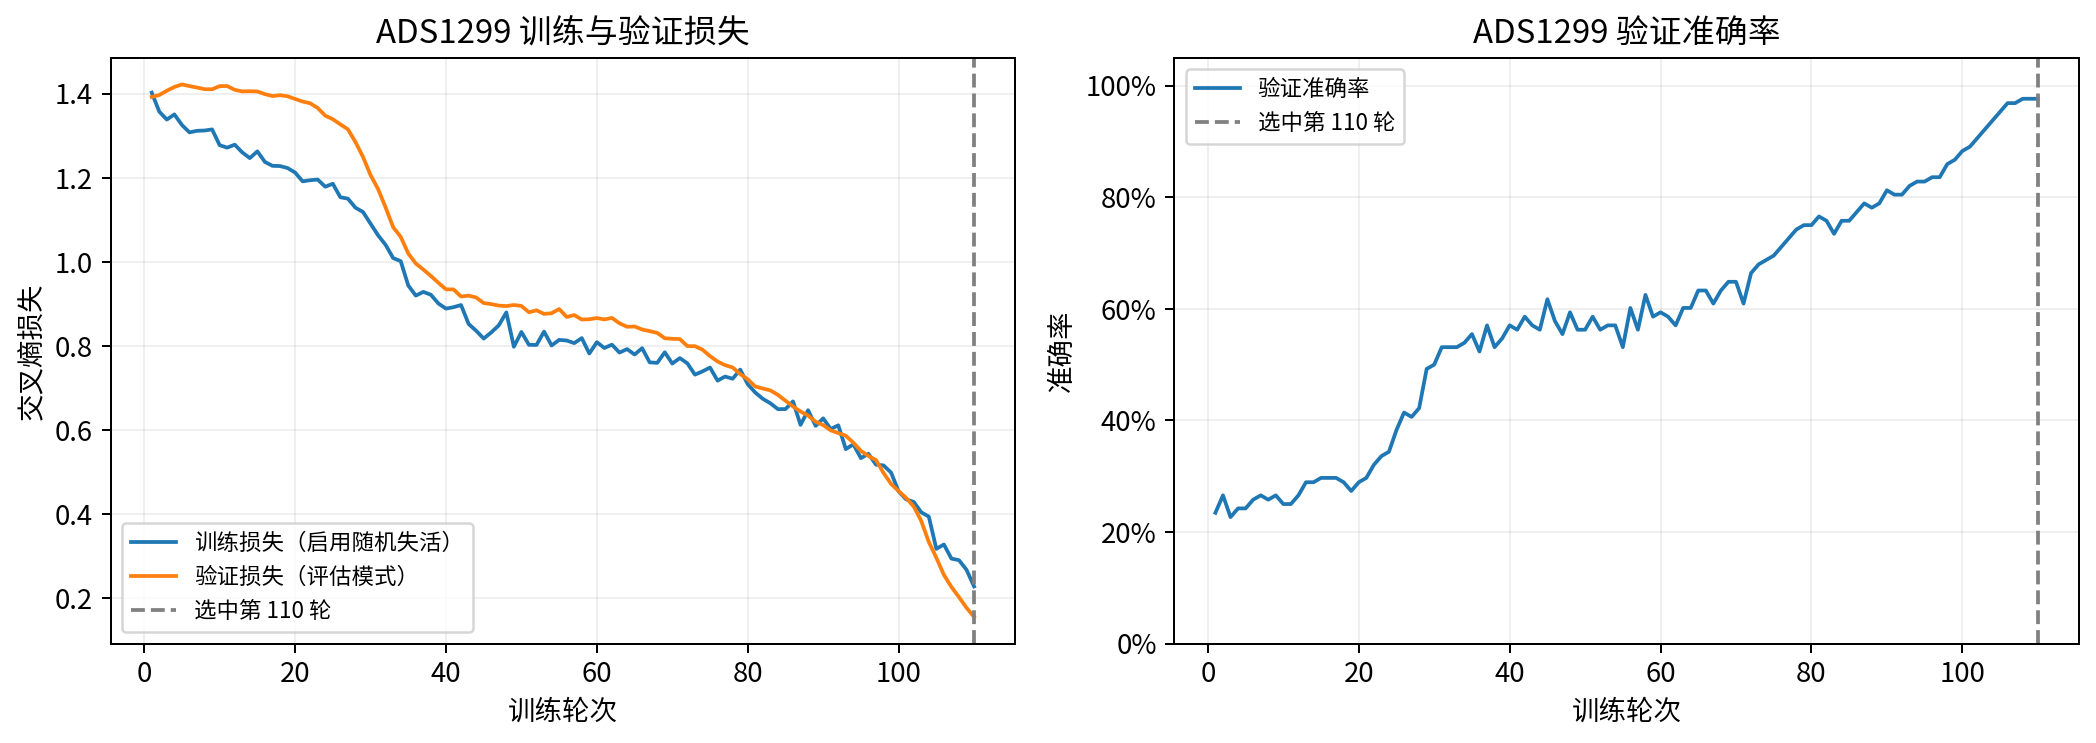 ADS1299 训练与验证损失
交叉熵损失
1.4
1.2
1.0
0.8
0.6
0.4
0.2
训练损失（启用随机失活）
验证损失（评估模式）
选中第 110 轮
0 20 40 60 80 100
训练轮次
ADS1299 验证准确率
准确率
100%
80%
60%
40%
20%
0%
验证准确率
选中第 110 轮
0 20 40 60 80 100
训练轮次